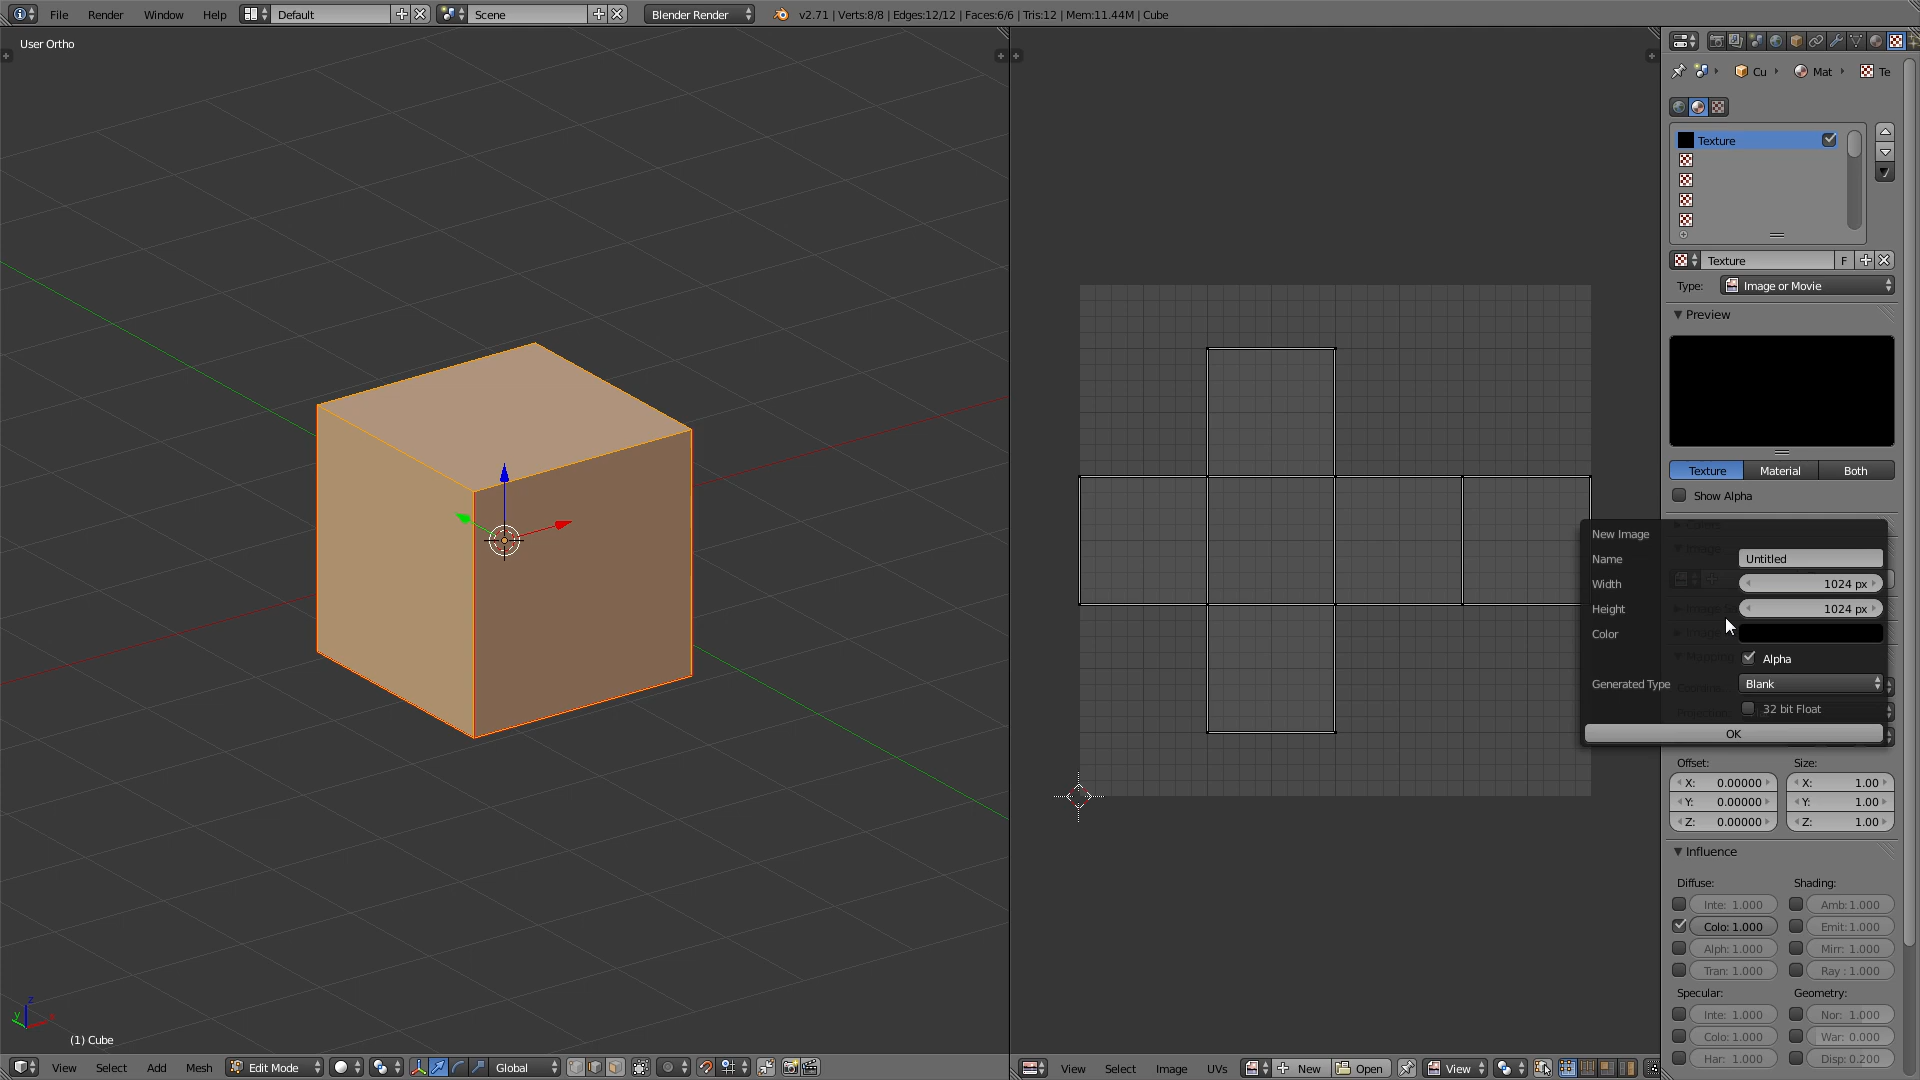 File Render Window Help Default Scene Blender Render v2.71 | Verts:8/8 | Edges:12/12 | Faces:6/6 | Tris:12 | Mem:11.44M | Cube
User Ortho
Cu Mat Te
Texture
Texture F
Type: Image or Movie
Preview
Texture Material Both
Show Alpha
New Image
Name Untitled
Width 1024 px
Height 1024 px
Color
Alpha
Generated Type Blank
32 bit Float
OK
Offset: Size:
X: 0.00000 X: 1.00
Y: 0.00000 Y: 1.00
Z: 0.00000 Z: 1.00
Influence
Diffuse: Shading:
Inte: 1.000 Amb: 1.000
Colo: 1.000 Emit: 1.000
Alph: 1.000 Mirr: 1.000
Tran: 1.000 Ray : 1.000
Specular: Geometry:
Inte: 1.000 Nor: 1.000
Colo: 1.000 War: 0.000
Har: 1.000 Disp: 0.200
z
y x
(1) Cube
View Select Add Mesh Edit Mode Global
View Select Image UVs New Open View